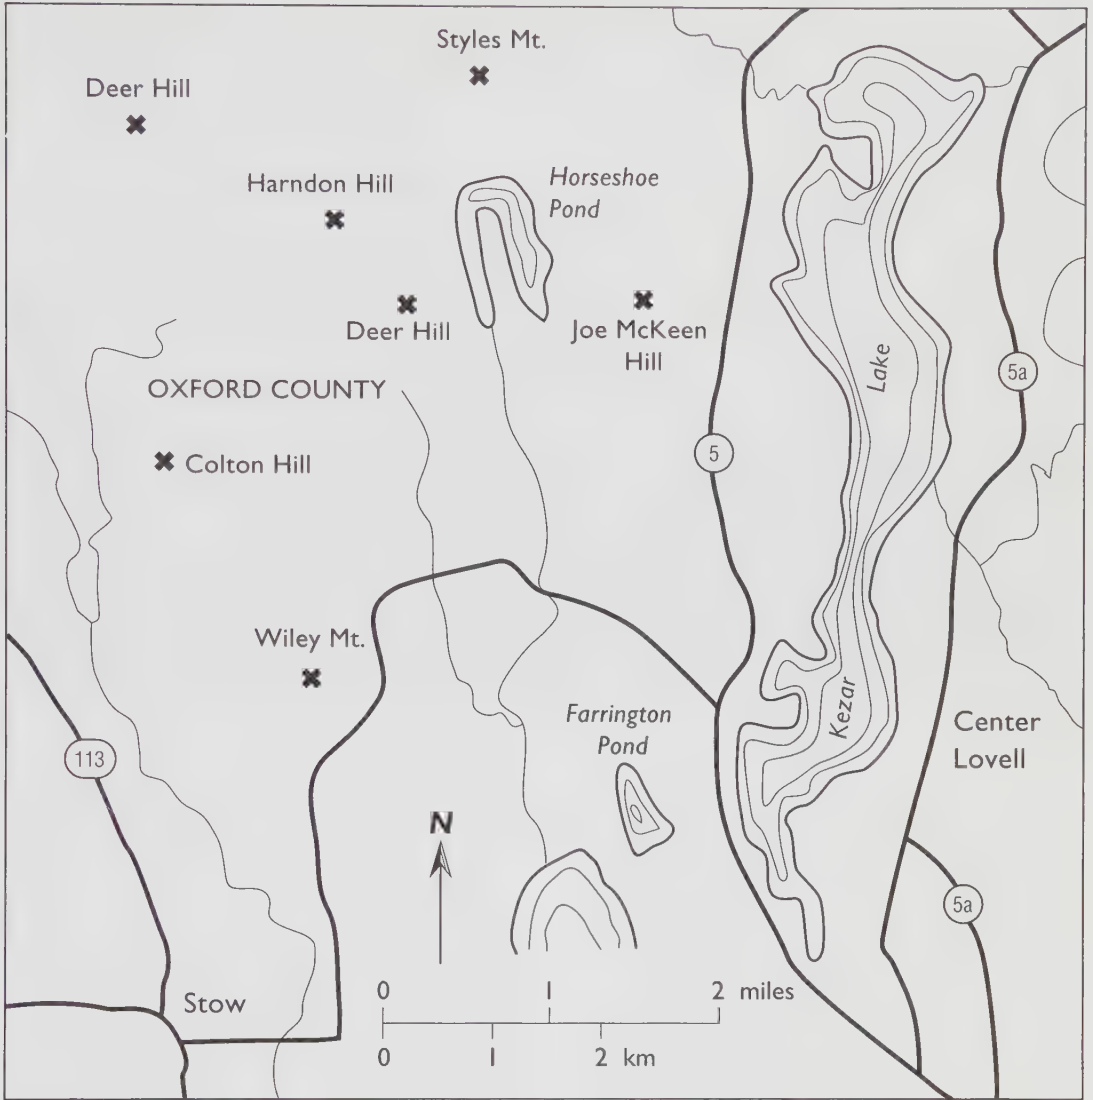 Styles Mt.
Deer Hill
Harndon Hill
Horseshoe
Pond
Deer Hill
Joe McKeen
Hill
Lake
5a
OXFORD COUNTY
5
Colton Hill
Wiley Mt.
Kezar
Farrington
Pond
Center
Lovell
113
N
5a
Stow
0 1 2 miles
0 1 2 km